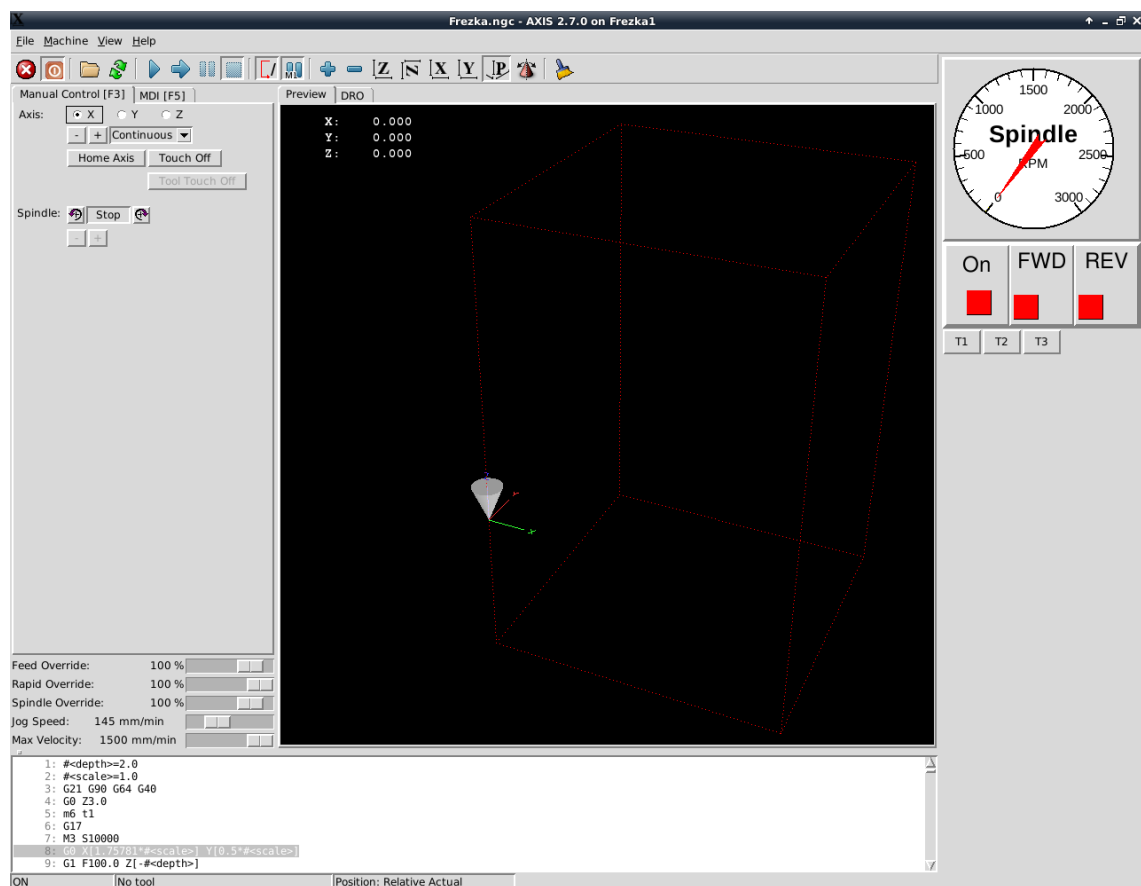 X
Frezka.ngc - AXIS 2.7.0 on Frezka1
File Machine View Help
Manual Control [F3] MDI [F5]
Axis: X Y Z
- + Continuous
Home Axis Touch Off
Tool Touch Off
Spindle: Stop
- +
Feed Override: 100 %
Rapid Override: 100 %
Spindle Override: 100 %
Jog Speed: 145 mm/min
Max Velocity: 1500 mm/min
Z N X Y P
M1
Preview DRO
X: 0.000
Y: 0.000
Z: 0.000
0 500 1000 1500 2000 2500 3000
Spindle
RPM
On FWD REV
T1 T2 T3
1: #<depth>=2.0
2: #<scale>=1.0
3: G21 G90 G64 G40
4: G0 Z3.0
5: m6 t1
6: G17
7: M3 S10000
8: G0 X[1.75781*#<scale>] Y[0.5*#<scale>]
9: G1 F100.0 Z[-#<depth>]
ON No tool Position: Relative Actual